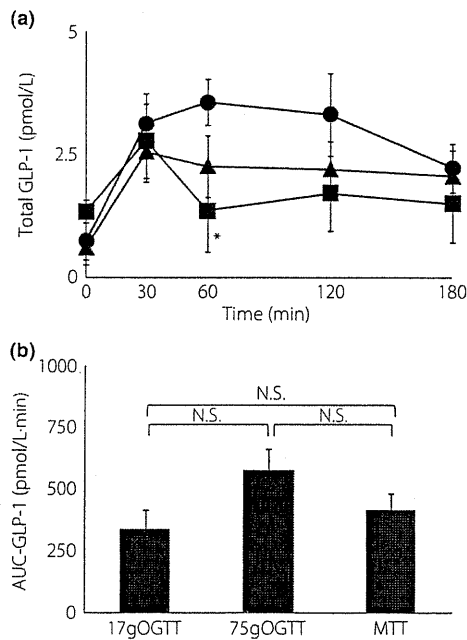 (a)
5
2.5
0
Total GLP-1 (pmol/L)
*
0 30 60 120 180
Time (min)
(b)
1000
750
500
250
0
AUC-GLP-1 (pmol/L·min)
N.S.
N.S. N.S.
17gOGTT 75gOGTT MTT